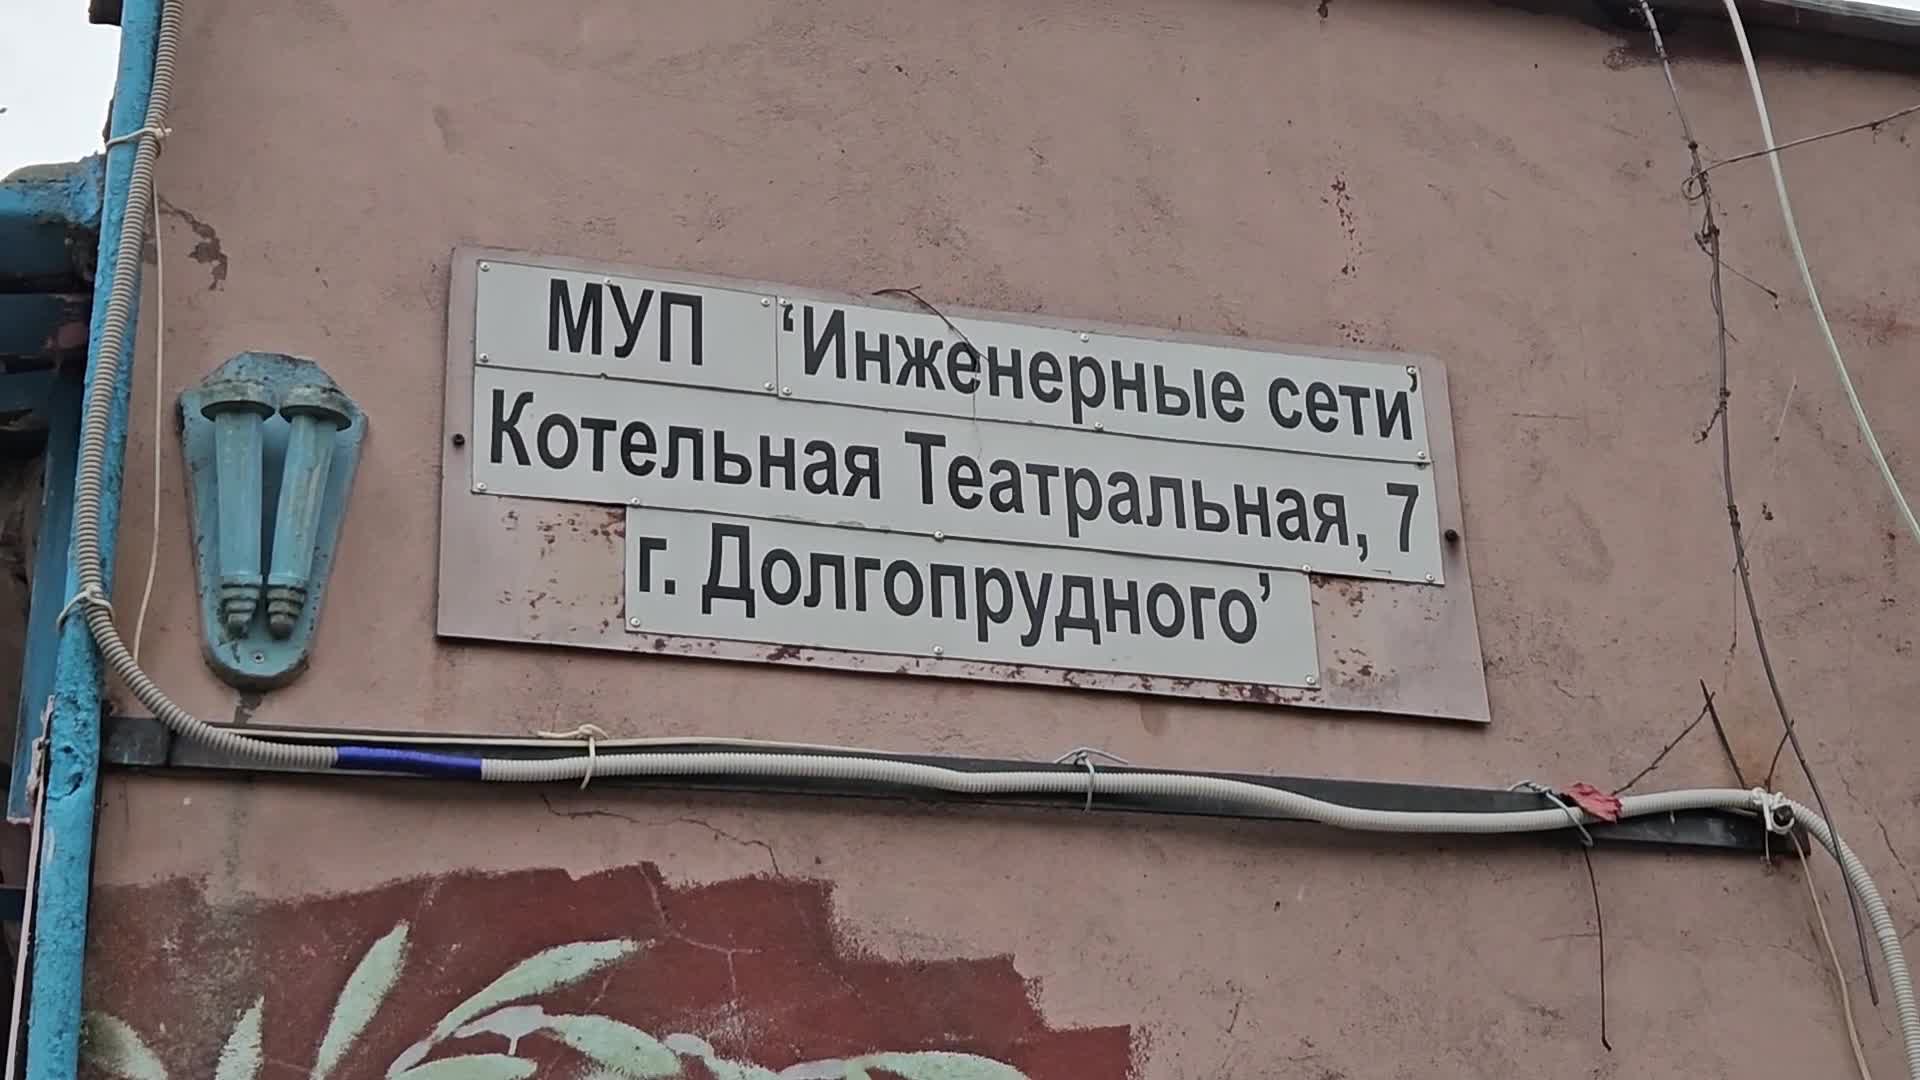 МУП ‘Инженерные сети’
Котельная Театральная, 7
г. Долгопрудного’